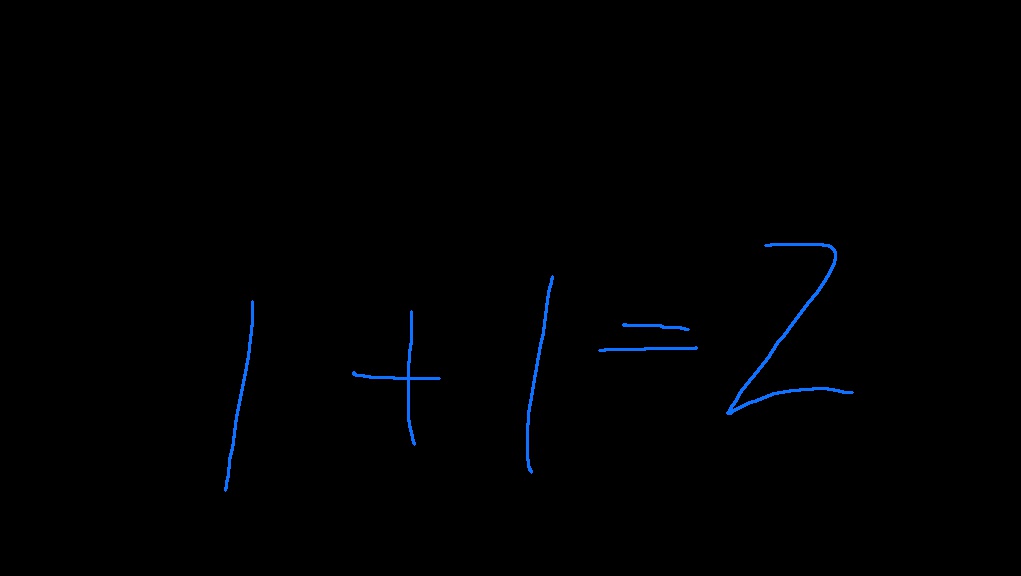 1 + 1 = 2